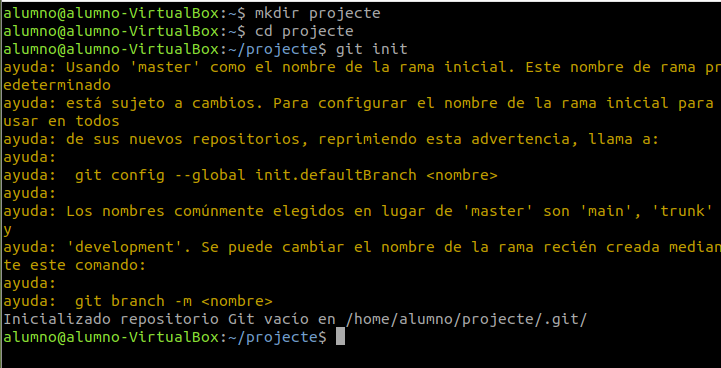 alumno@alumno-VirtualBox:~$ mkdir projecte
alumno@alumno-VirtualBox:~$ cd projecte
alumno@alumno-VirtualBox:~/projecte$ git init
ayuda: Usando 'master' como el nombre de la rama inicial. Este nombre de rama pr
edeterminado
ayuda: está sujeto a cambios. Para configurar el nombre de la rama inicial para
usar en todos
ayuda: de sus nuevos repositorios, reprimiendo esta advertencia, llama a:
ayuda:
ayuda:  git config --global init.defaultBranch <nombre>
ayuda:
ayuda: Los nombres comúnmente elegidos en lugar de 'master' son 'main', 'trunk'
y
ayuda: 'development'. Se puede cambiar el nombre de la rama recién creada median
te este comando:
ayuda:
ayuda:  git branch -m <nombre>
Inicializado repositorio Git vacío en /home/alumno/projecte/.git/
alumno@alumno-VirtualBox:~/projecte$